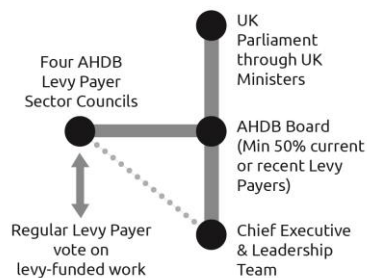 UK
Parliament
through UK
Ministers
Four AHDB
Levy Payer
Sector Councils
AHDB Board
(Min 50% current
or recent Levy
Payers)
Regular Levy Payer
vote on
levy-funded work
Chief Executive
& Leadership
Team